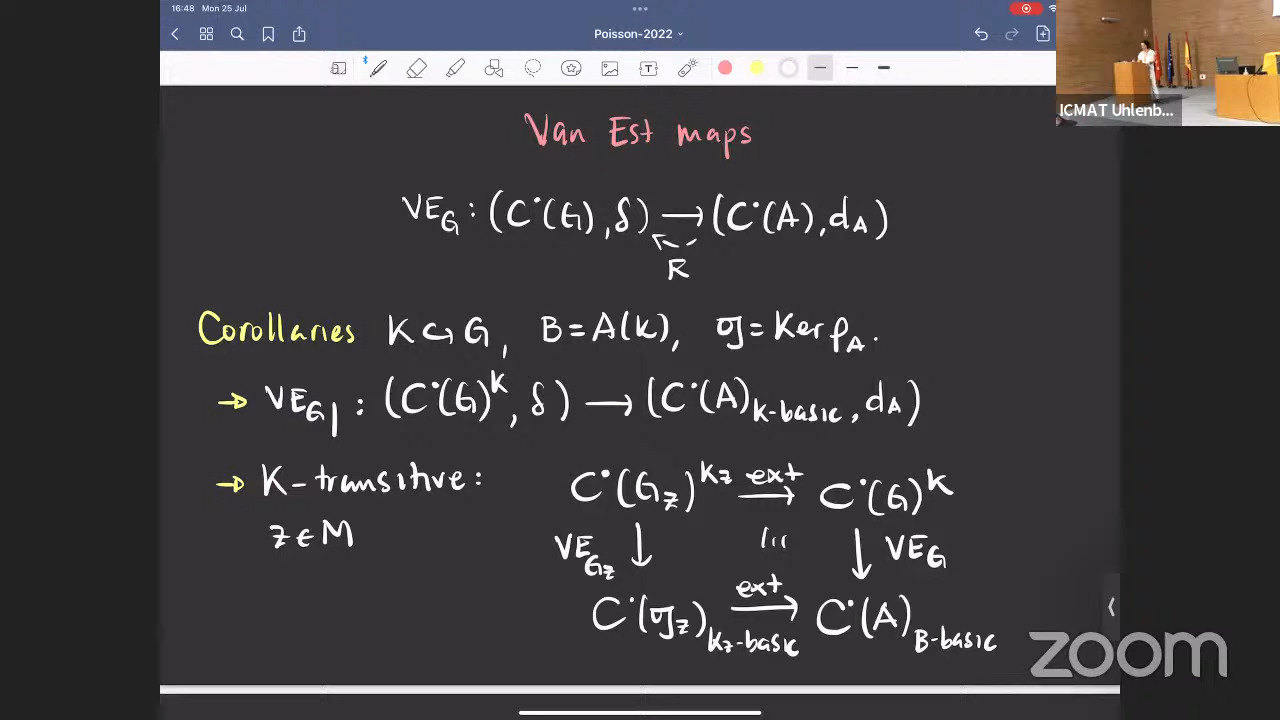 16:48 Mon 25 Jul
Poisson-2022
ICMAT Uhlenb...
Van Est maps
VE_G : (C^•(G), δ) ⟶ (C^•(A), d_A)
R
Corollaries K ↪ G, B = A(K), 𝔤 = Ker ρ_A.
→ VE_G| : (C^•(G)^K, δ) ⟶ (C^•(A)_{K-basic}, d_A)
→ K-transitive: C^•(G_z)^{K_z} ext⟶ C^•(G)^K
z ∈ M VE_{G_z} ↓ ↓ VE_G
C^•(𝔤_z)_{K_z-basic} ext⟶ C^•(A)_{B-basic}
zoom